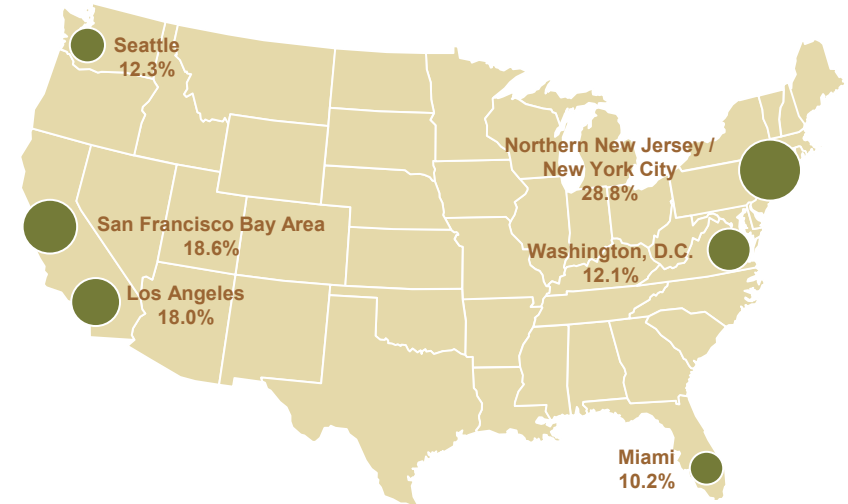 Seattle
12.3%
Northern New Jersey /
New York City
28.8%
San Francisco Bay Area
18.6%
Washington, D.C.
12.1%
Los Angeles
18.0%
Miami
10.2%